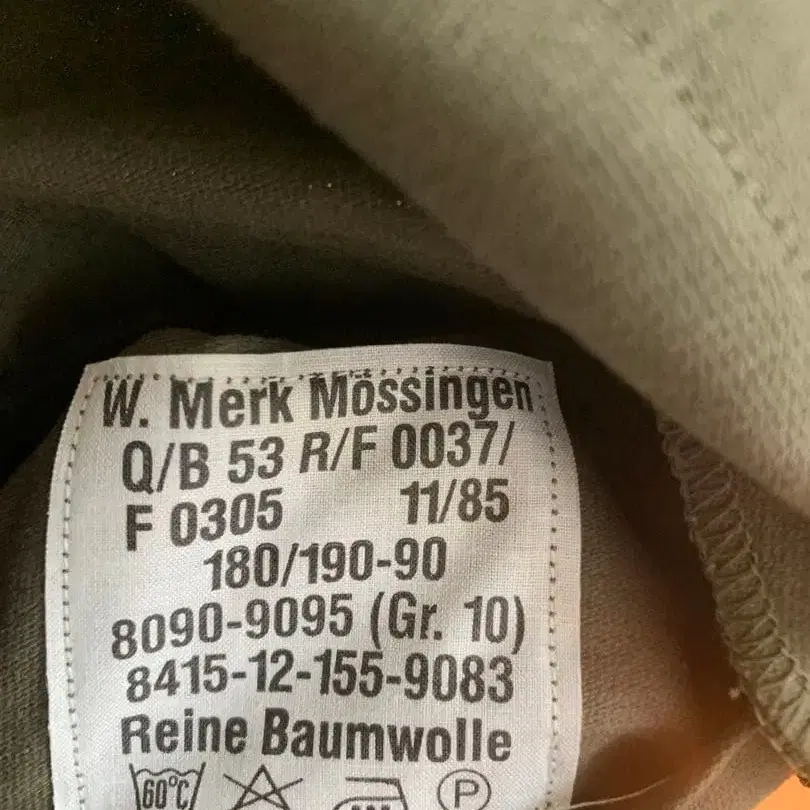 W. Merk Mössingen
Q/B 53 R/F 0037/
F 0305 11/85
180/190-90
8090-9095 (Gr. 10)
8415-12-155-9083
Reine Baumwolle
60°C P